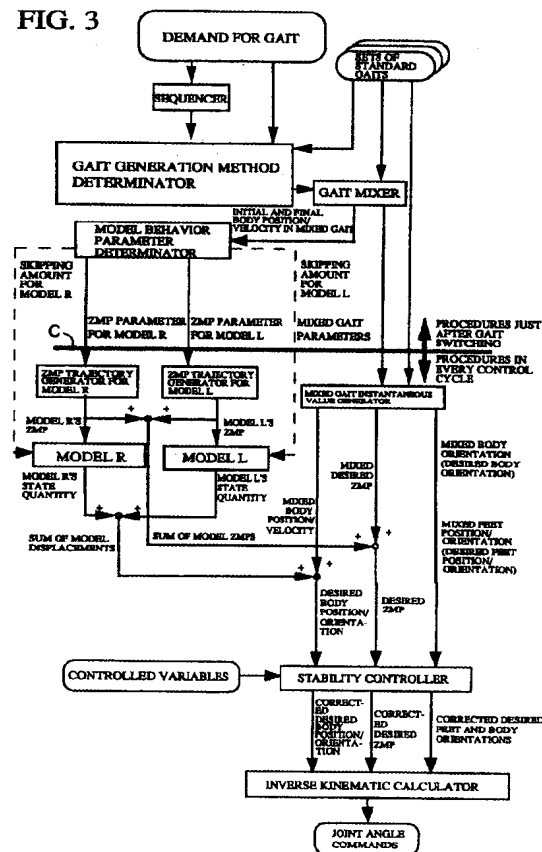 FIG. 3
DEMAND FOR GAIT
SETS OF
STANDARD
GAITS
SEQUENCER
GAIT GENERATION METHOD
DETERMINATOR
GAIT MIXER
INITIAL AND FINAL
BODY POSITION/
VELOCITY IN MIXED GAIT
MODEL BEHAVIOR
PARAMETER
DETERMINATOR
SKIPPING
AMOUNT
FOR
MODEL R
SKIPPING
AMOUNT
FOR
MODEL L
ZMP PARAMETER
FOR MODEL R
ZMP PARAMETER
FOR MODEL L
MIXED GAIT
PARAMETERS
C
PROCEDURES JUST
AFTER GAIT
SWITCHING
PROCEDURES IN
EVERY CONTROL
CYCLE
ZMP TRAJECTORY
GENERATOR FOR
MODEL R
ZMP TRAJECTORY
GENERATOR FOR
MODEL L
MIXED GAIT INSTANTANEOUS
VALUE GENERATOR
MODEL R'S
ZMP
+ +
MODEL L'S
ZMP
MODEL R
MODEL L
MODEL R'S
STATE
QUANTITY
MODEL L'S
STATE
QUANTITY
MIXED
DESIRED
ZMP
MIXED BODY
ORIENTATION
(DESIRED BODY
ORIENTATION)
MIXED
BODY
POSITION/
VELOCITY
+ +
SUM OF MODEL
DISPLACEMENTS
SUM OF MODEL ZMPS
+ +
MIXED FEET
POSITION/
ORIENTATION
(DESIRED FEET
POSITION/
ORIENTATION)
+ +
DESIRED
BODY
POSITION/
ORIENTA-
TION
DESIRED
ZMP
CONTROLLED VARIABLES
STABILITY CONTROLLER
CORRECT-
ED
DESIRED
BODY
POSITION/
ORIENTA-
TION
CORRECT-
ED
DESIRED
ZMP
CORRECTED DESIRED
FEET AND BODY
ORIENTATIONS
INVERSE KINEMATIC CALCULATOR
JOINT ANGLE
COMMANDS